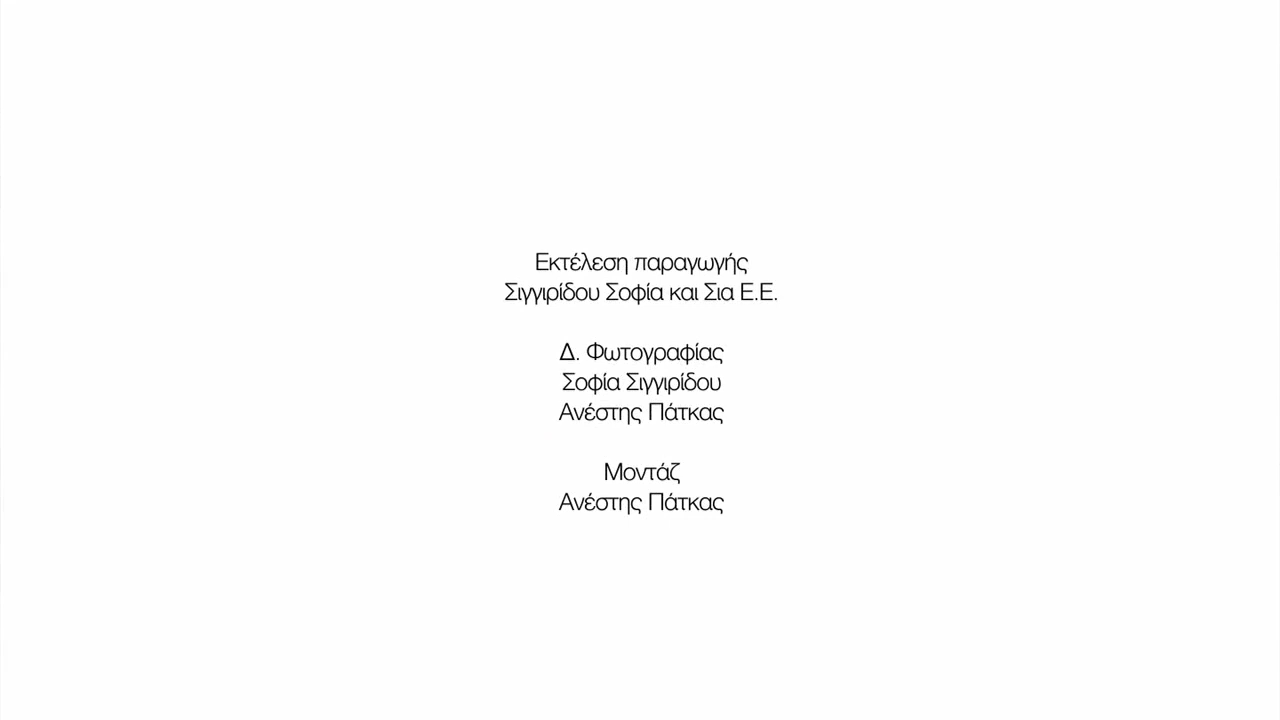 Εκτέλεση παραγωγής
Σιγγιρίδου Σοφία και Σια Ε.Ε.
Δ. Φωτογραφίας
Σοφία Σιγγιρίδου
Ανέστης Πάτκας
Μοντάζ
Ανέστης Πάτκας